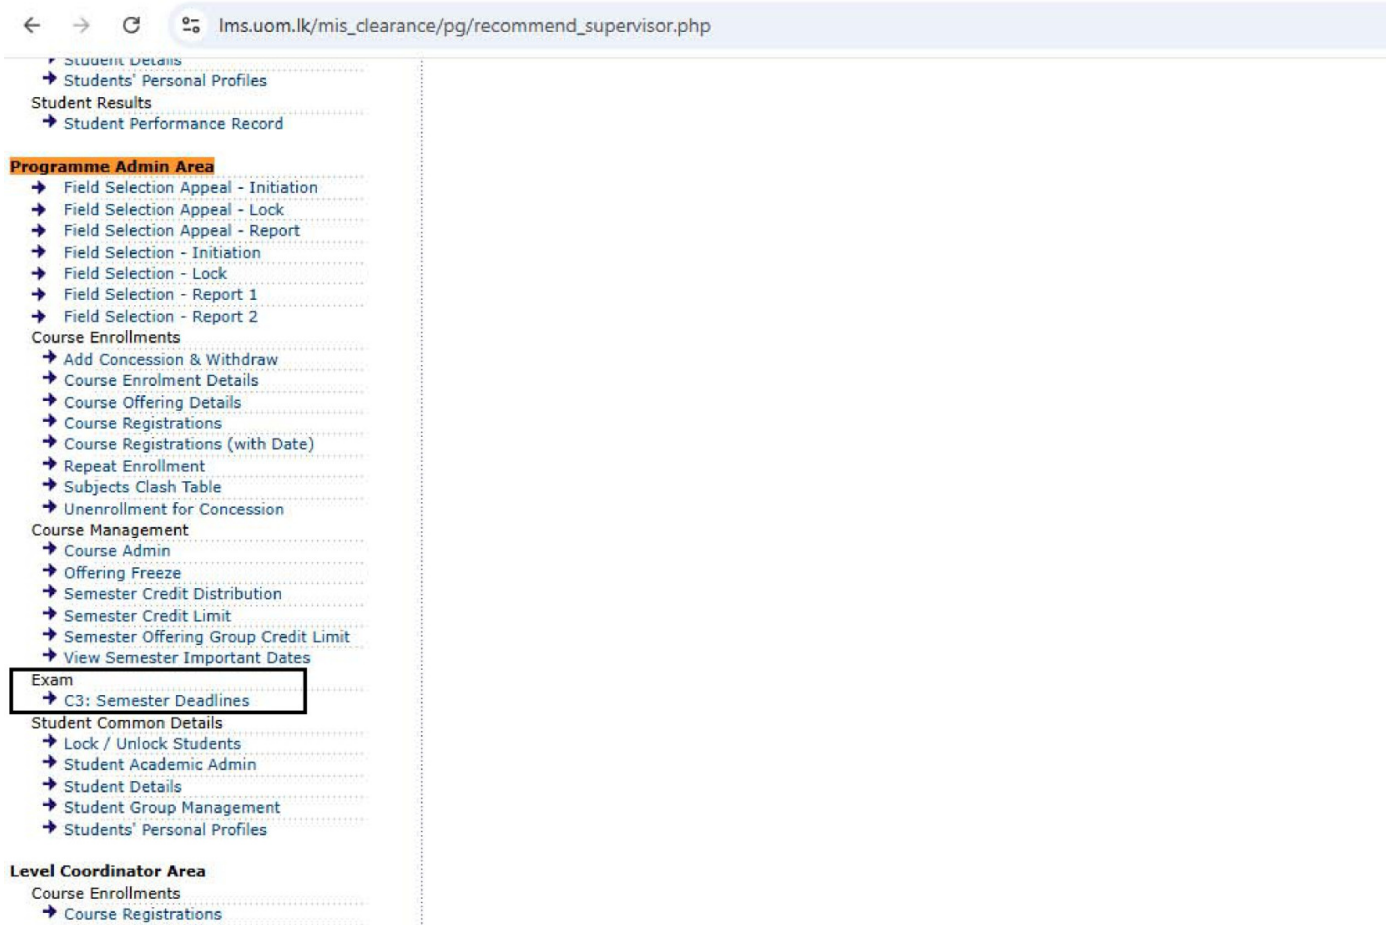 lms.uom.lk/mis_clearance/pg/recommend_supervisor.php
Student Details
Students' Personal Profiles
Student Results
Student Performance Record
Programme Admin Area
Field Selection Appeal - Initiation
Field Selection Appeal - Lock
Field Selection Appeal - Report
Field Selection - Initiation
Field Selection - Lock
Field Selection - Report 1
Field Selection - Report 2
Course Enrollments
Add Concession & Withdraw
Course Enrolment Details
Course Offering Details
Course Registrations
Course Registrations (with Date)
Repeat Enrollment
Subjects Clash Table
Unenrollment for Concession
Course Management
Course Admin
Offering Freeze
Semester Credit Distribution
Semester Credit Limit
Semester Offering Group Credit Limit
View Semester Important Dates
Exam
C3: Semester Deadlines
Student Common Details
Lock / Unlock Students
Student Academic Admin
Student Details
Student Group Management
Students' Personal Profiles
Level Coordinator Area
Course Enrollments
Course Registrations